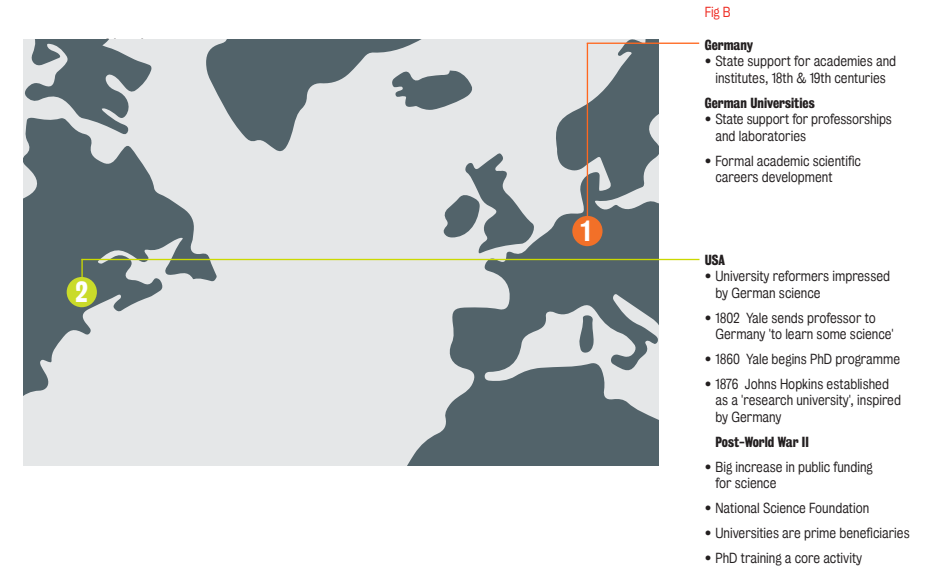 Fig B
Germany
• State support for academies and
institutes, 18th & 19th centuries
German Universities
• State support for professorships
and laboratories
• Formal academic scientific
careers development
1
USA
• University reformers impressed
by German science
2
• 1802 Yale sends professor to
Germany 'to learn some science'
• 1860 Yale begins PhD programme
• 1876 Johns Hopkins established
as a 'research university', inspired
by Germany
Post-World War II
• Big increase in public funding
for science
• National Science Foundation
• Universities are prime beneficiaries
• PhD training a core activity